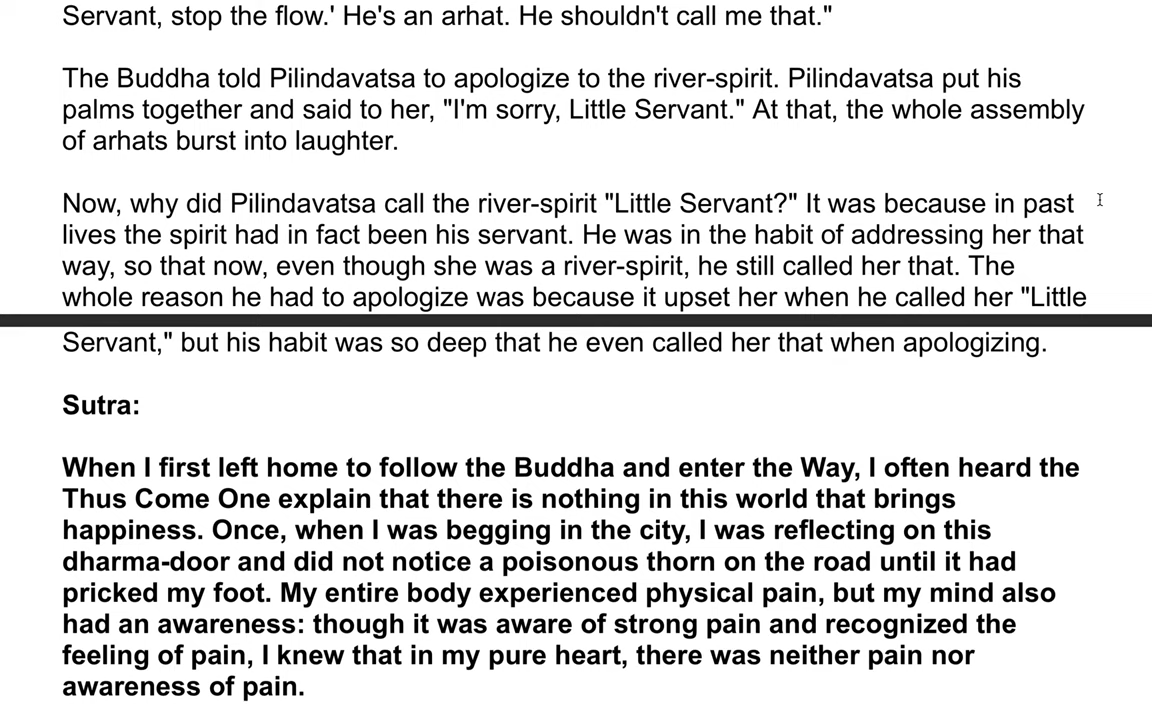 Servant, stop the flow.' He's an arhat. He shouldn't call me that."
The Buddha told Pilindavatsa to apologize to the river-spirit. Pilindavatsa put his
palms together and said to her, "I'm sorry, Little Servant." At that, the whole assembly
of arhats burst into laughter.
Now, why did Pilindavatsa call the river-spirit "Little Servant?" It was because in past
lives the spirit had in fact been his servant. He was in the habit of addressing her that
way, so that now, even though she was a river-spirit, he still called her that. The
whole reason he had to apologize was because it upset her when he called her "Little
Servant," but his habit was so deep that he even called her that when apologizing.
Sutra:
When I first left home to follow the Buddha and enter the Way, I often heard the
Thus Come One explain that there is nothing in this world that brings
happiness. Once, when I was begging in the city, I was reflecting on this
dharma-door and did not notice a poisonous thorn on the road until it had
pricked my foot. My entire body experienced physical pain, but my mind also
had an awareness: though it was aware of strong pain and recognized the
feeling of pain, I knew that in my pure heart, there was neither pain nor
awareness of pain.